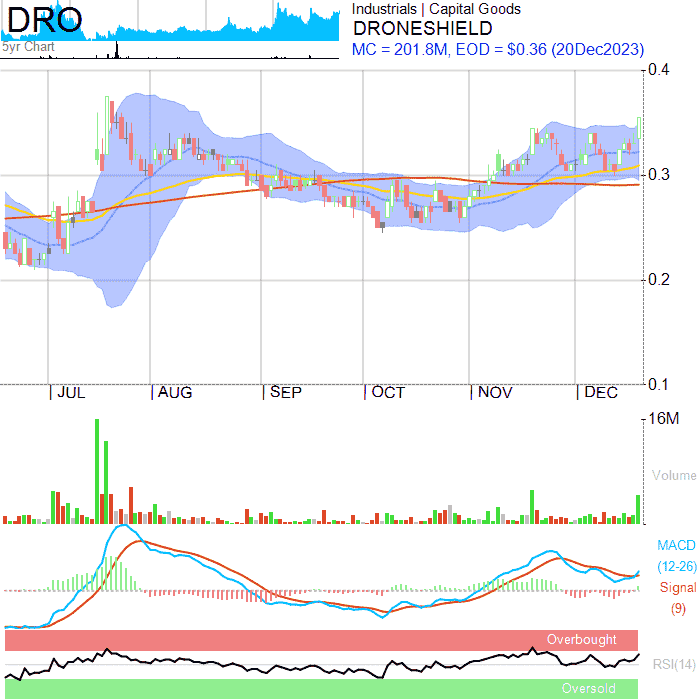 DRO
5yr Chart
Industrials | Capital Goods
DRONESHIELD
MC = 201.8M, EOD = $0.36 (20Dec2023)
0.4
0.3
0.2
0.1
JUL
AUG
SEP
OCT
NOV
DEC
16M
Volume
MACD
(12-26)
Signal
(9)
Overbought
RSI(14)
Oversold